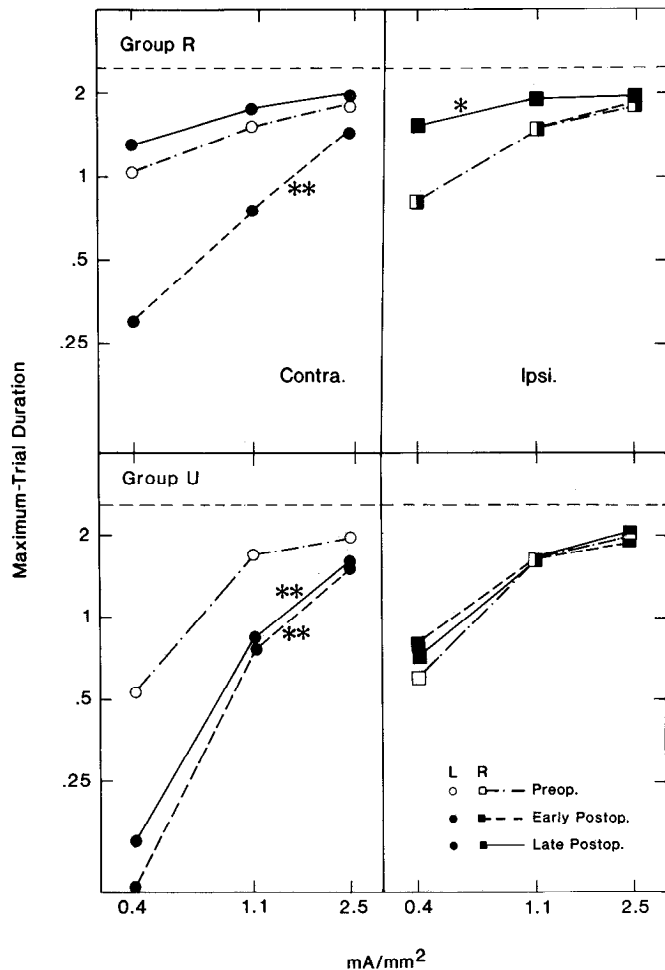 Group R
2
1
.5
.25
**
*
Contra.
Ipsi.
Maximum-Trial Duration
Group U
2
1
.5
.25
**
**
L R
Preop.
Early Postop.
Late Postop.
0.4 1.1 2.5 0.4 1.1 2.5
mA/mm²